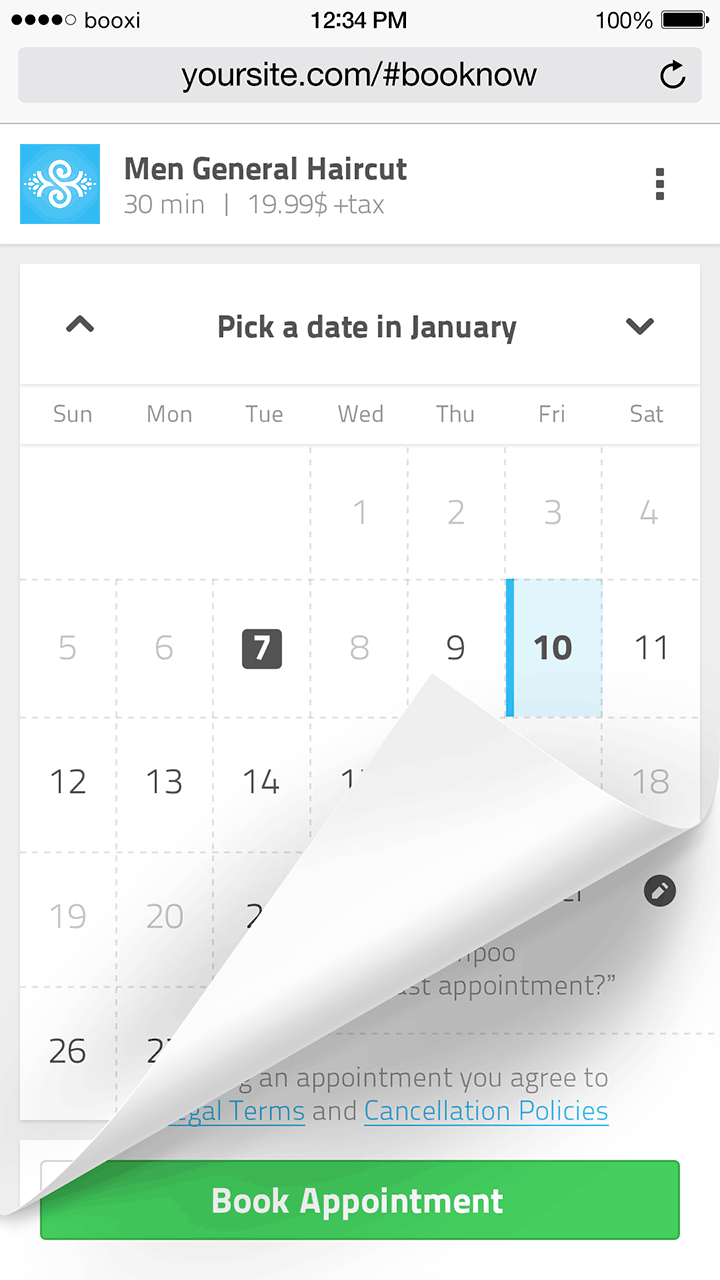 booxi 12:34 PM 100%
yoursite.com/#booknow
Men General Haircut
30 min | 19.99$ +tax
Pick a date in January
Sun Mon Tue Wed Thu Fri Sat
1 2 3 4
5 6 7 8 9 10 11
12 13 14 18
19 20
appointment?”
26
an appointment you agree to
Terms and Cancellation Policies
Book Appointment